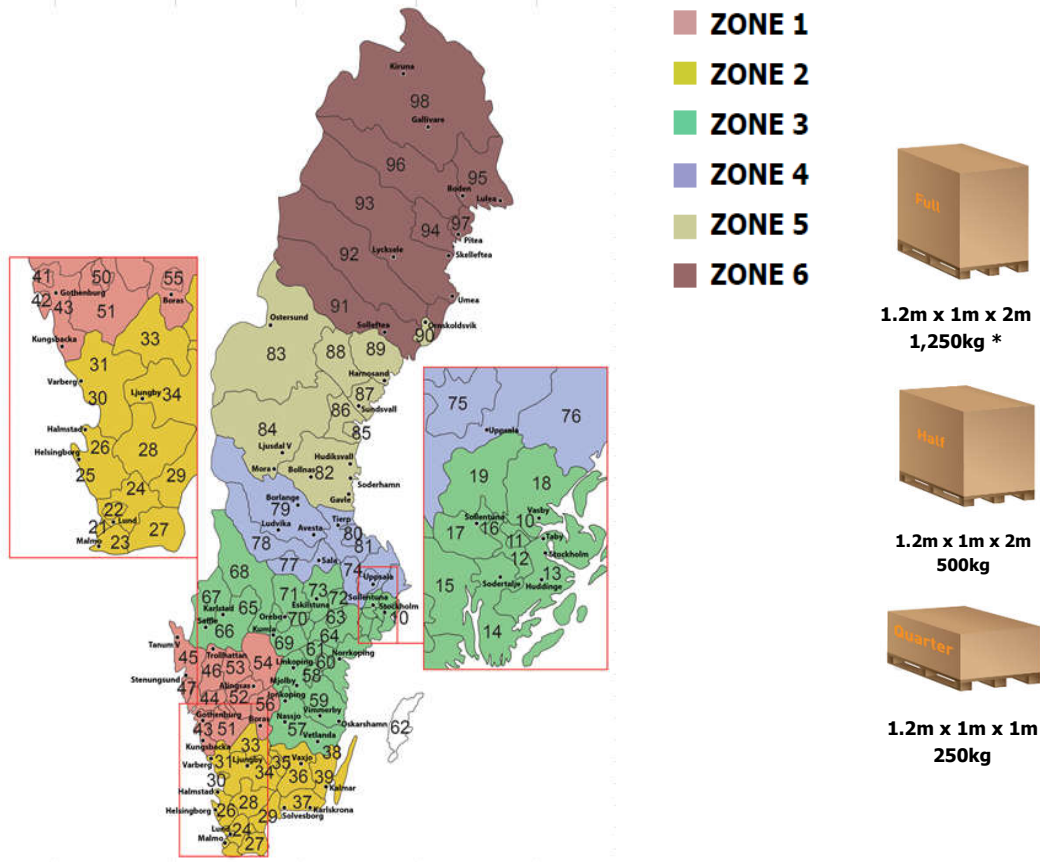 ZONE 1
ZONE 2
ZONE 3
ZONE 4
ZONE 5
ZONE 6
Full
1.2m x 1m x 2m
1,250kg *
Half
1.2m x 1m x 2m
500kg
Quarter
1.2m x 1m x 1m
250kg
Kiruna
98
Gallivare
96
95
Boden
Lulea
93
94
97
Pitea
92
Lycksele
Skelleftea
91
Umea
Solleftea
Ornskoldsvik
90
Ostersund
83
88
89
Harnosand
87
86
Sundsvall
84
85
Ljusdal V
Hudiksvall
Mora
Bollnas
82
Soderhamn
Gavle
Borlange
79
Tierp
Ludvika
Avesta
80
78
81
77
Sala
74
Uppsala
68
Sollentuna
73
71
72
Stockholm
67
Eskilstuna
Karlstad
65
Orebo
70
63
10
Saffle
66
Kumla
69
64
Tanum V
61
Trollhattan
Norrkoping
45
46
53
54
Linkoping
60
Stenungsund
Alingsas
Mjolby
58
47
44
52
Jonkoping
59
56
Vimmerby
Gothenburg
Boras
Nassjo
Oskarshamn
62
43
51
57
Kungsbacka
33
Vetlanda
38
Varberg
31
Ljungby
34
35
Vaxjo
30
36
39
Kalmar
Halmstad
28
37
Helsingborg
26
29
Karlskrona
Solvesborg
Lund
24
Malmo
27
41
50
55
42
Gothenburg
43
51
Boras
Kungsbacka
33
31
Varberg
Ljungby
34
30
Halmstad
26
28
Helsingborg
25
29
24
22
21
Lund
27
Malmo
23
75
76
Uppsala
19
18
Vasby
Sollentuna
10
17
16
Taby
11
Stockholm
12
15
Sodertalje
13
Huddinge
14